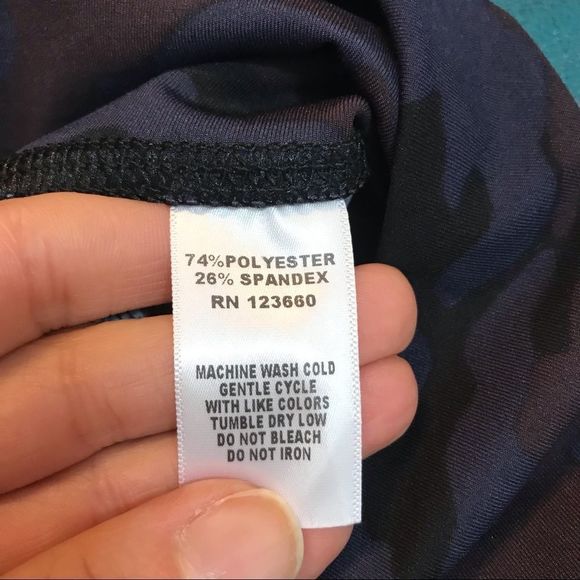 74%POLYESTER
26% SPANDEX
RN 123660
MACHINE WASH COLD
GENTLE CYCLE
WITH LIKE COLORS
TUMBLE DRY LOW
DO NOT BLEACH
DO NOT IRON